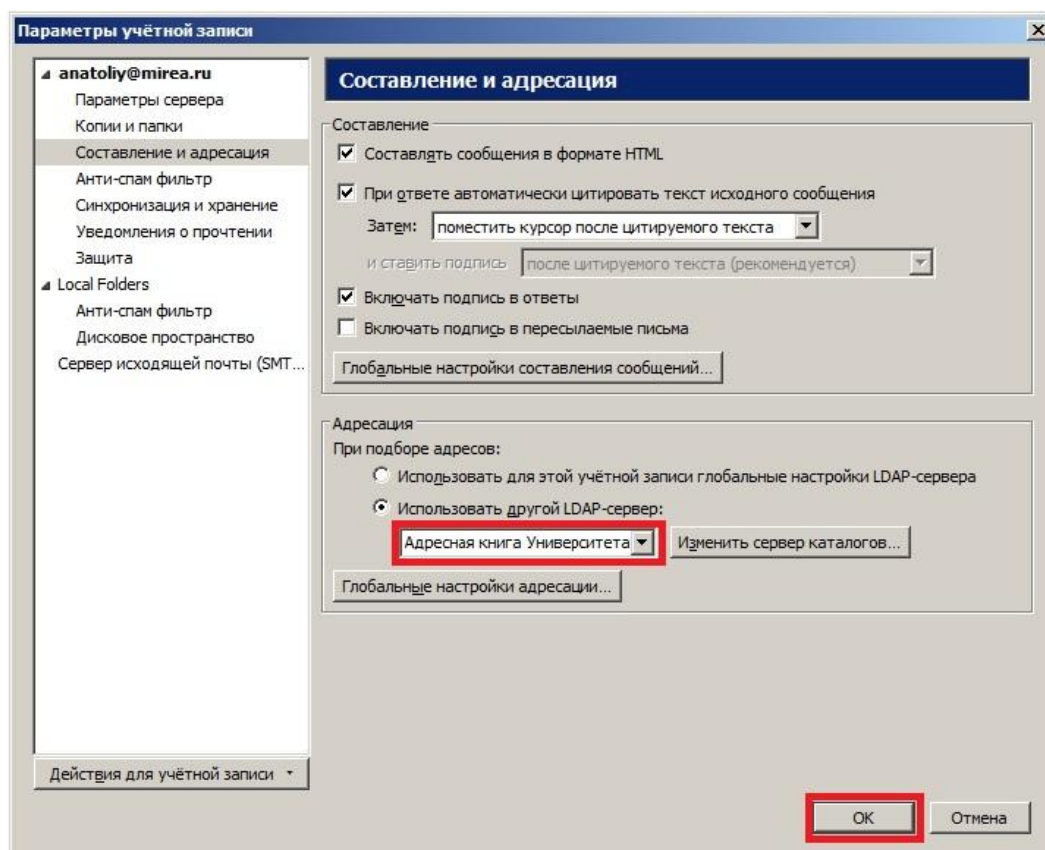 Параметры учётной записи
anatoliy@mirea.ru
Параметры сервера
Копии и папки
Составление и адресация
Анти-спам фильтр
Синхронизация и хранение
Уведомления о прочтении
Защита
Local Folders
Анти-спам фильтр
Дисковое пространство
Сервер исходящей почты (SMT...
Действия для учётной записи
Составление и адресация
Составление
Составлять сообщения в формате HTML
При ответе автоматически цитировать текст исходного сообщения
Затем: поместить курсор после цитируемого текста
и ставить подпись после цитируемого текста (рекомендуется)
Включать подпись в ответы
Включать подпись в пересылаемые письма
Глобальные настройки составления сообщений...
Адресация
При подборе адресов:
Использовать для этой учётной записи глобальные настройки LDAP-сервера
Использовать другой LDAP-сервер:
Адресная книга Университета Изменить сервер каталогов...
Глобальные настройки адресации...
OK Отмена